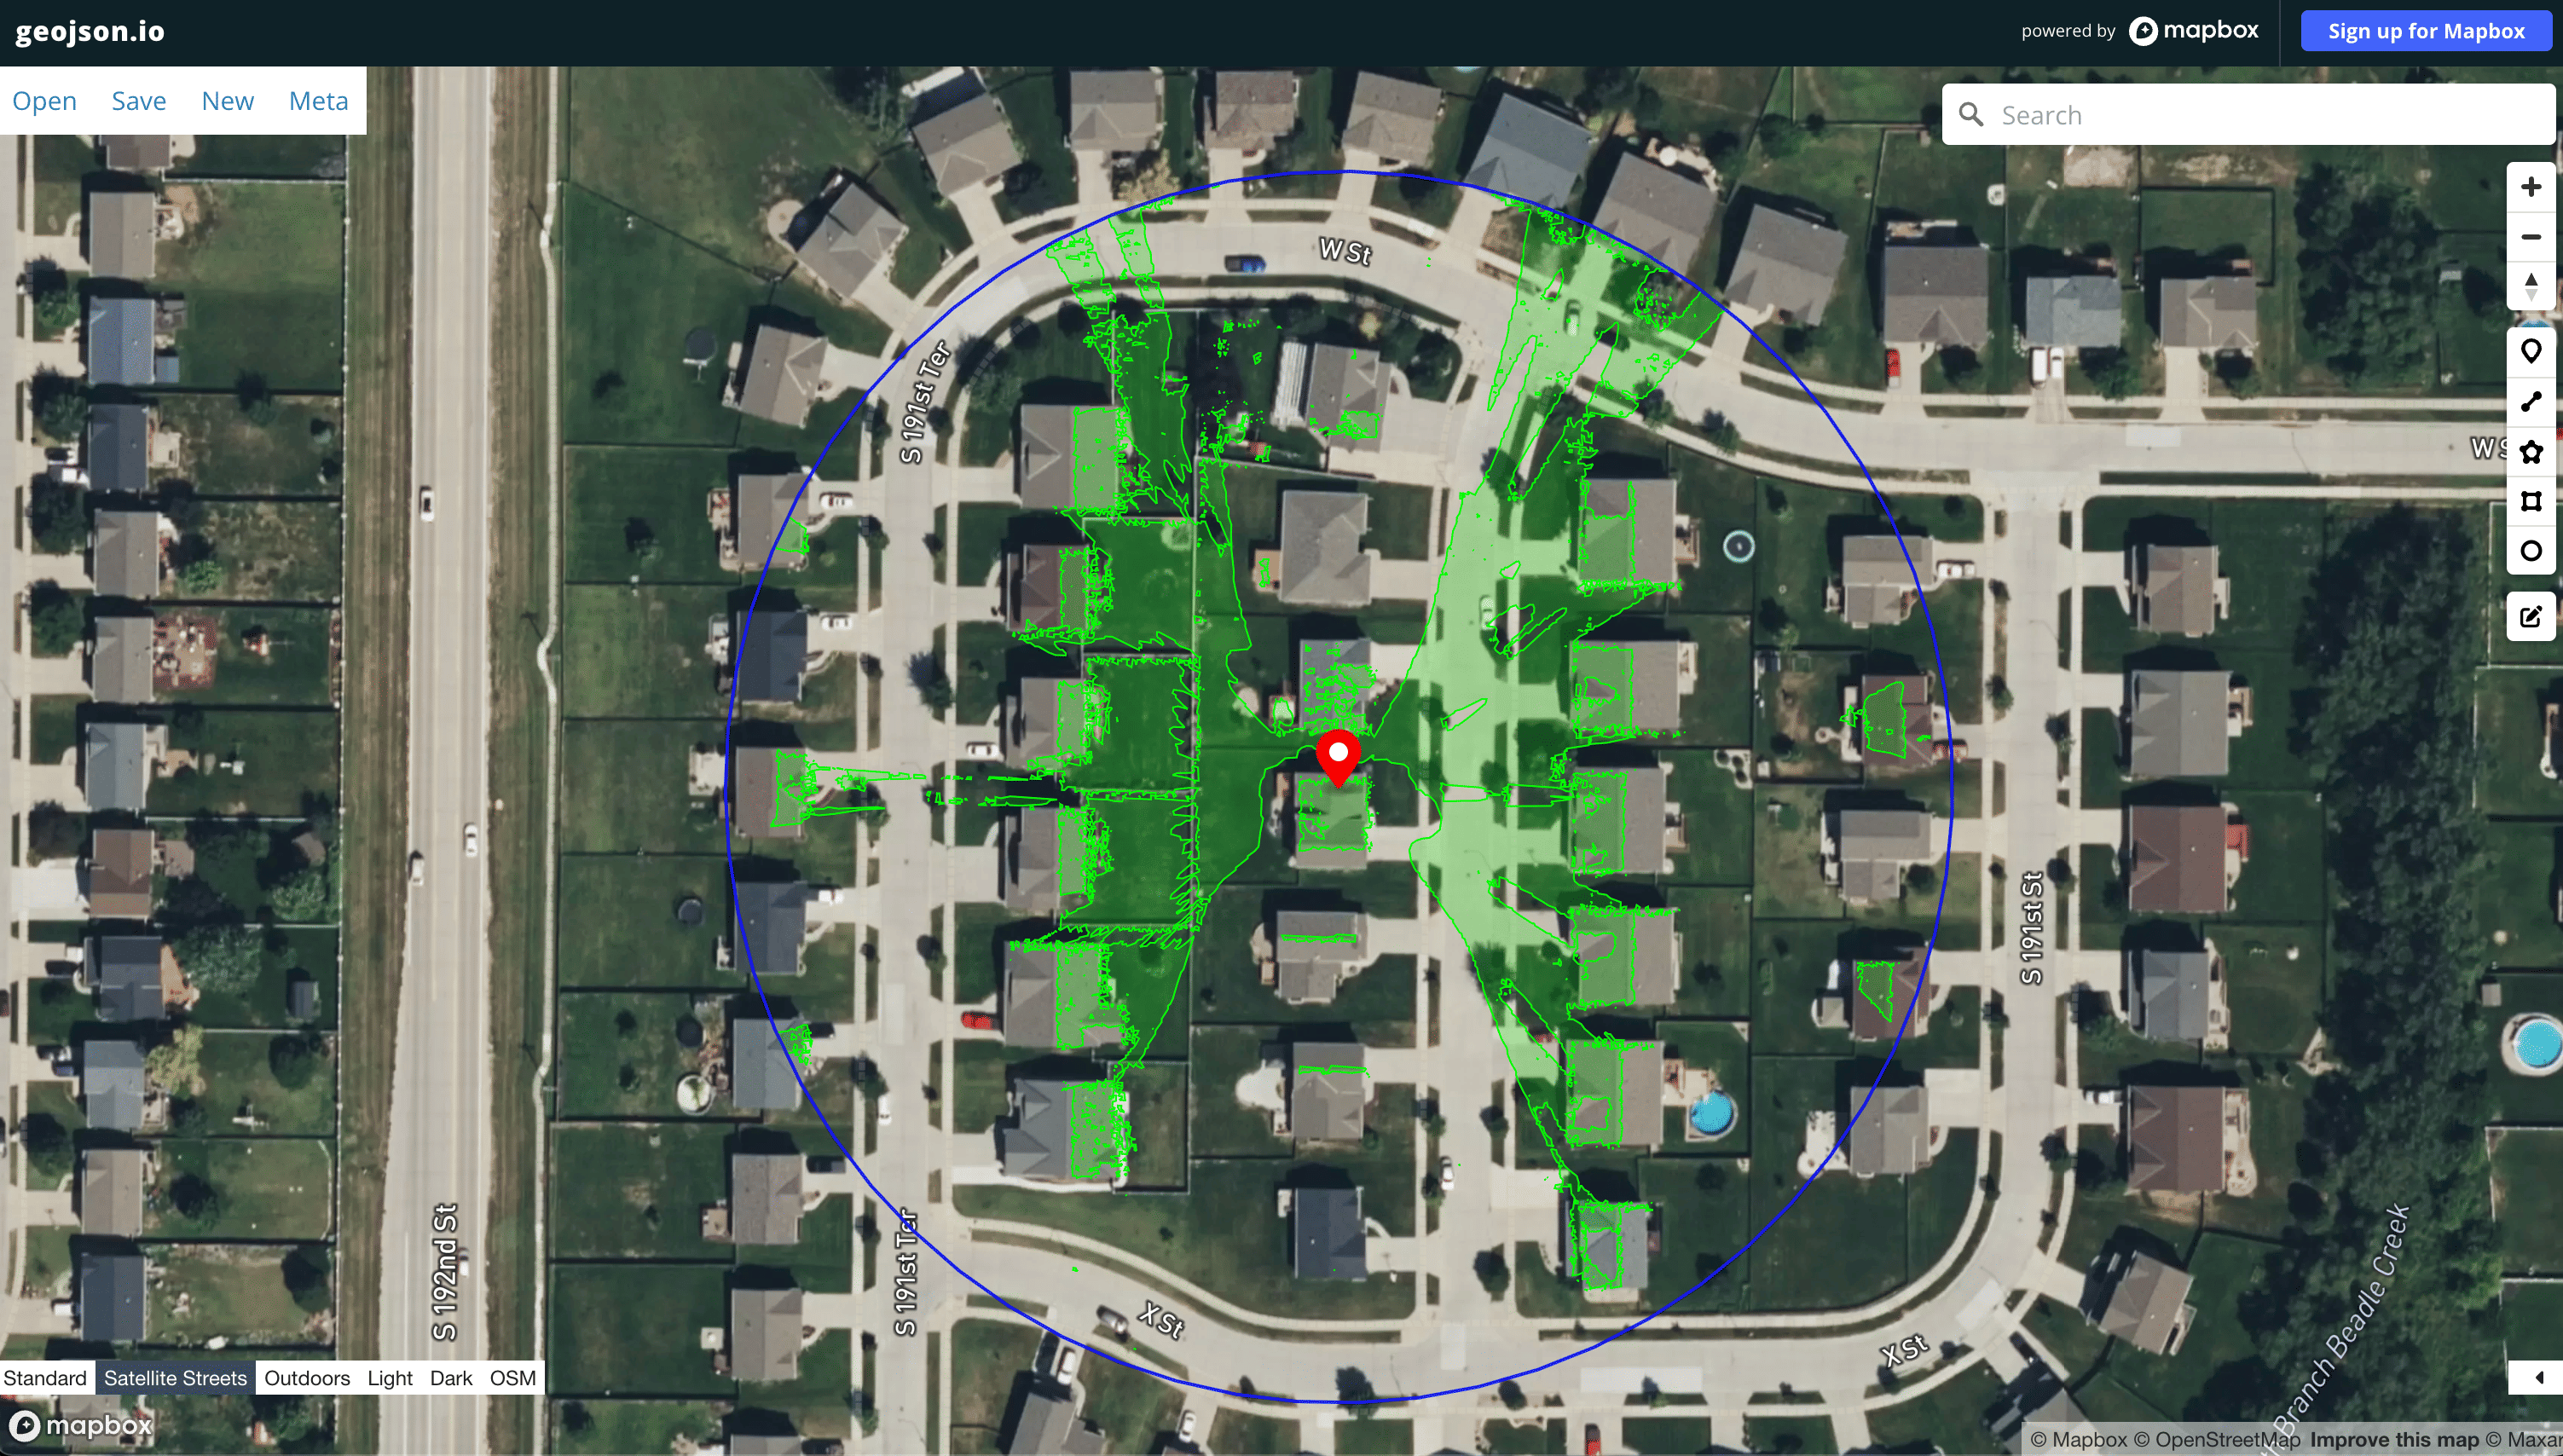 geojson.io
powered by mapbox
Sign up for Mapbox
Open Save New Meta
Search
W St
S 191st Ter
W S
S 191st St
S 192nd St
S 191st Ter
X St
X St
Branch Beadle Creek
Standard Satellite Streets Outdoors Light Dark OSM
mapbox
© Mapbox © OpenStreetMap Improve this map © Maxar